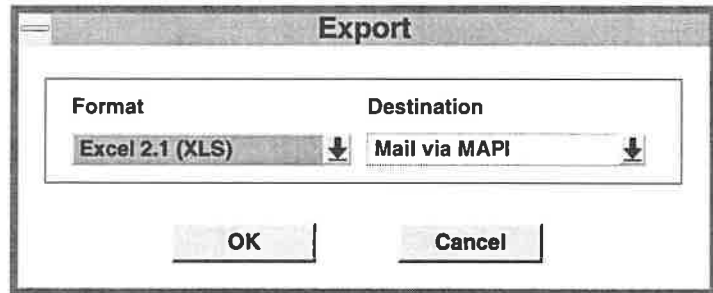 Export
Format
Destination
Excel 2.1 (XLS)
Mail via MAPI
OK
Cancel